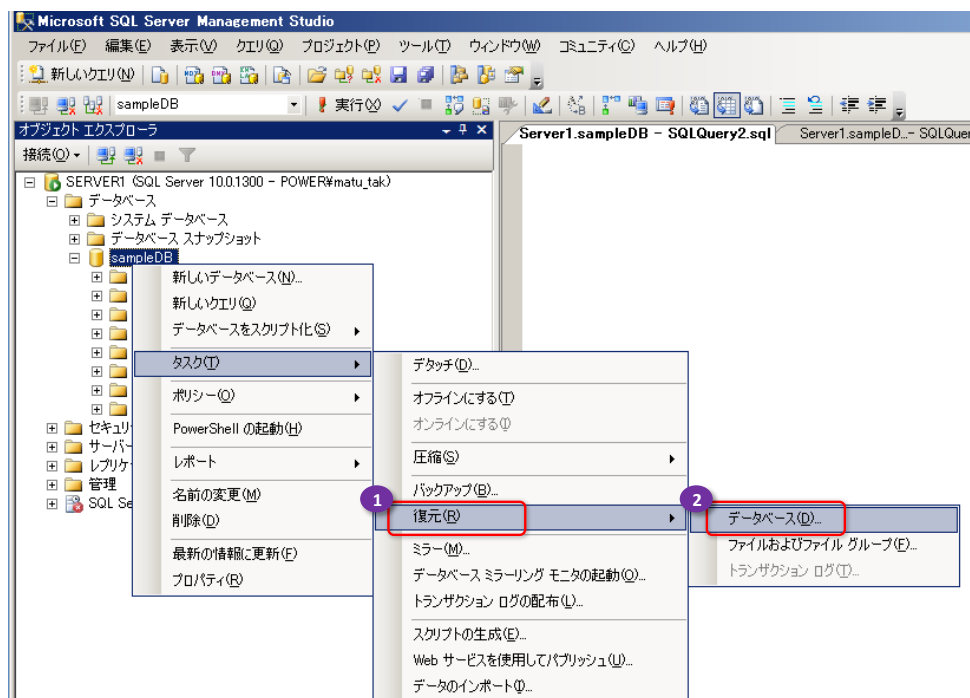 Microsoft SQL Server Management Studio
ファイル(F) 編集(E) 表示(V) クエリ(Q) プロジェクト(P) ツール(T) ウィンドウ(W) コミュニティ(C) ヘルプ(H)
新しいクエリ(N)
sampleDB
実行(X)
オブジェクト エクスプローラ
Server1.sampleDB - SQLQuery2.sql
Server1.sampleD...- SQLQuer
接続(O)
SERVER1 (SQL Server 10.0.1300 - POWER¥matu_tak)
データベース
システム データベース
データベース スナップショット
sampleDB
新しいデータベース(N)...
新しいクエリ(Q)
データベースをスクリプト化(S)
タスク(T)
ポリシー(O)
PowerShell の起動(H)
レポート
名前の変更(M)
削除(D)
最新の情報に更新(F)
プロパティ(R)
セキュリ
サーバー
レプリケ
管理
SQL Se
デタッチ(D)...
オフラインにする(T)
オンラインにする(I)
圧縮(S)
バックアップ(B)...
1
復元(R)
ミラー(M)...
データベース ミラーリング モニタの起動(O)...
トランザクション ログの配布(L)...
スクリプトの生成(E)...
Web サービスを使用してパブリッシュ(U)...
データのインポート(I)...
2
データベース(D)...
ファイルおよびファイル グループ(F)...
トランザクション ログ(T)...